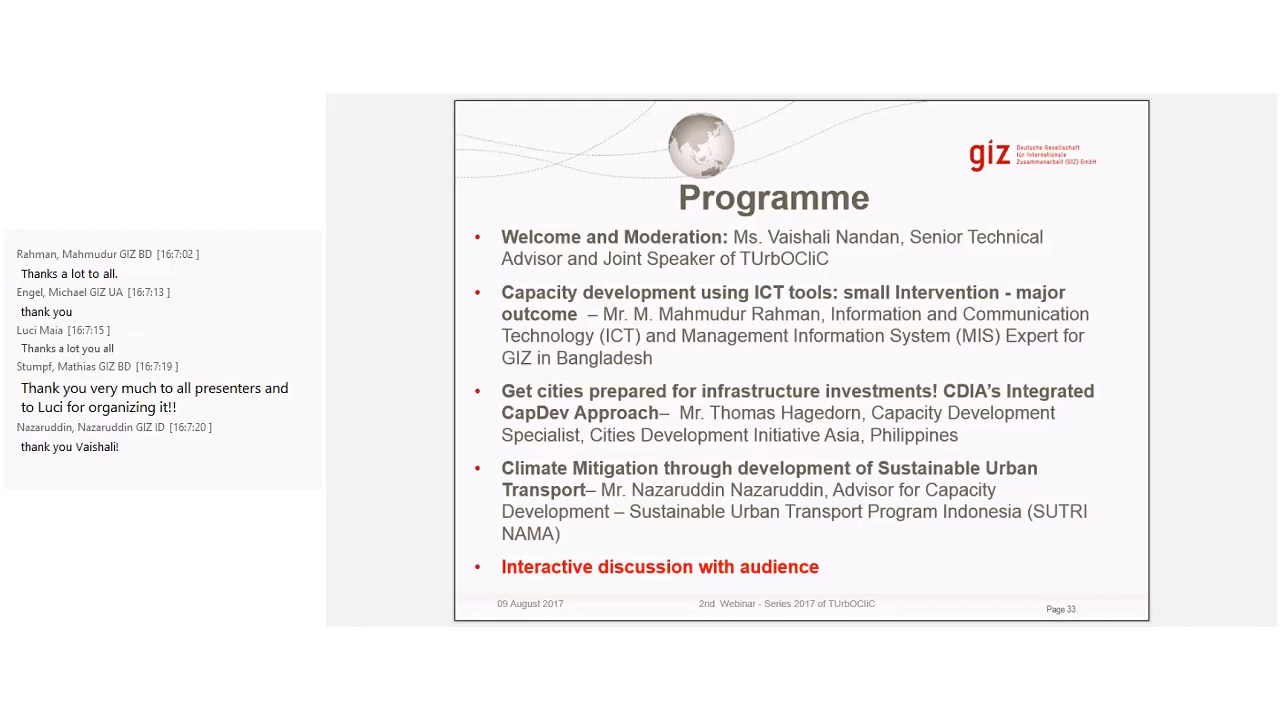 Rahman, Mahmudur GIZ BD [16:7:02 ]
Thanks a lot to all.
Engel, Michael GIZ UA [16:7:13 ]
thank you
Luci Maia [16:7:15 ]
Thanks a lot you all
Stumpf, Mathias GIZ BD [16:7:19 ]
Thank you very much to all presenters and
to Luci for organizing it!!
Nazaruddin, Nazaruddin GIZ ID [16:7:20 ]
thank you Vaishali!
giz Deutsche Gesellschaft
für Internationale
Zusammenarbeit (GIZ) GmbH
Programme
• Welcome and Moderation: Ms. Vaishali Nandan, Senior Technical
Advisor and Joint Speaker of TUrbOCliC
• Capacity development using ICT tools: small Intervention - major
outcome – Mr. M. Mahmudur Rahman, Information and Communication
Technology (ICT) and Management Information System (MIS) Expert for
GIZ in Bangladesh
• Get cities prepared for infrastructure investments! CDIA's Integrated
CapDev Approach– Mr. Thomas Hagedorn, Capacity Development
Specialist, Cities Development Initiative Asia, Philippines
• Climate Mitigation through development of Sustainable Urban
Transport– Mr. Nazaruddin Nazaruddin, Advisor for Capacity
Development – Sustainable Urban Transport Program Indonesia (SUTRI
NAMA)
• Interactive discussion with audience
09 August 2017
2nd Webinar - Series 2017 of TUrbOCliC
Page 33